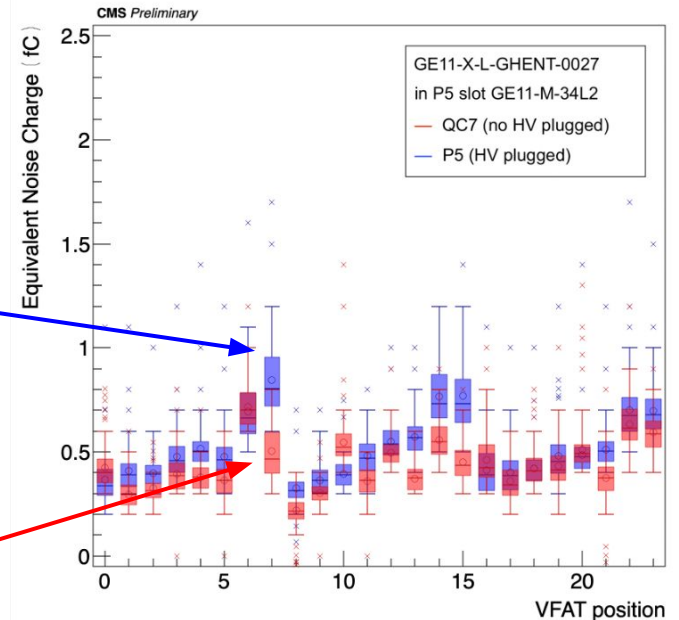 CMS Preliminary
Equivalent Noise Charge (fC)
2.5
2
1.5
1
0.5
0
GE11-X-L-GHENT-0027
in P5 slot GE11-M-34L2
QC7 (no HV plugged)
P5 (HV plugged)
0 5 10 15 20
VFAT position